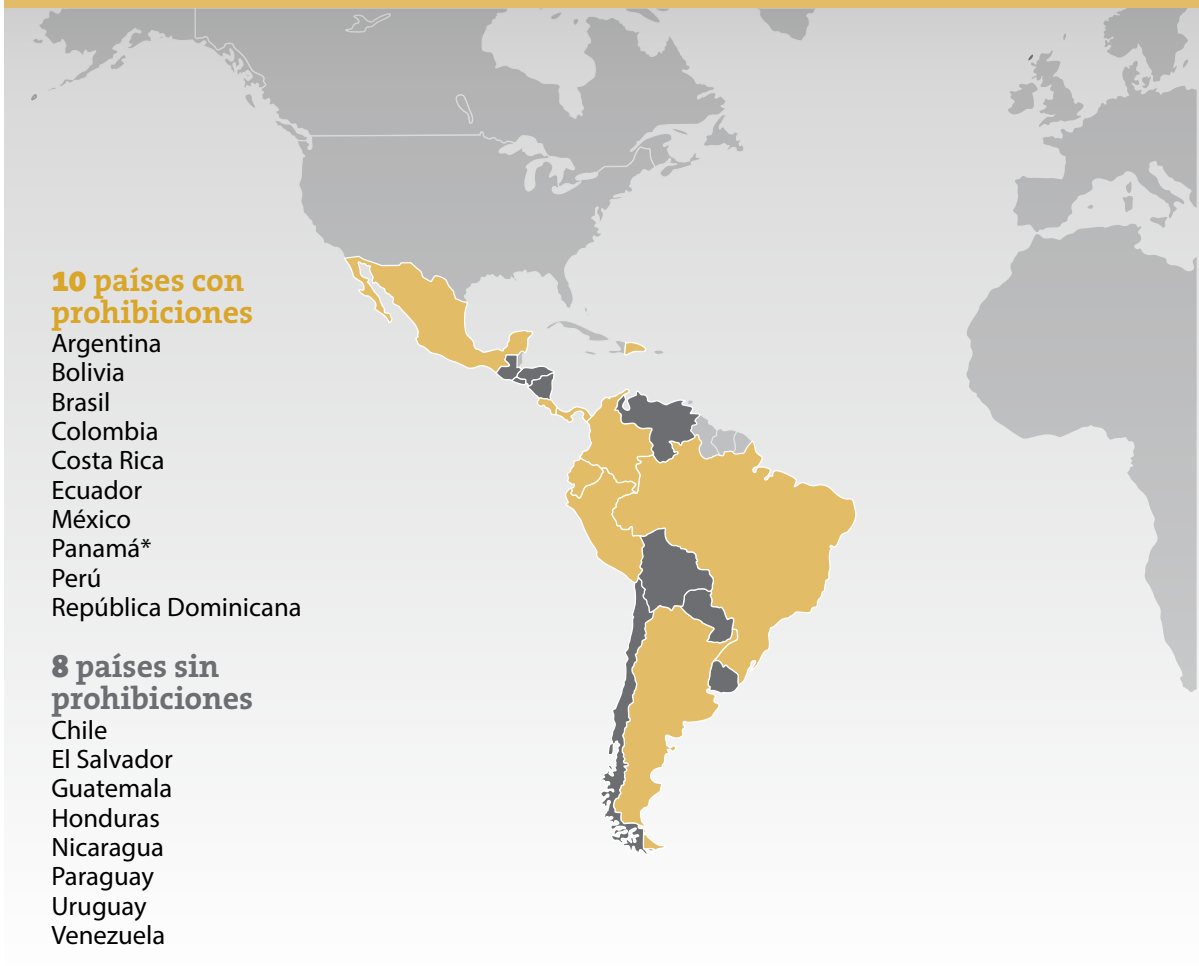 10 países con
prohibiciones
Argentina
Bolivia
Brasil
Colombia
Costa Rica
Ecuador
México
Panamá*
Perú
República Dominicana
8 países sin
prohibiciones
Chile
El Salvador
Guatemala
Honduras
Nicaragua
Paraguay
Uruguay
Venezuela